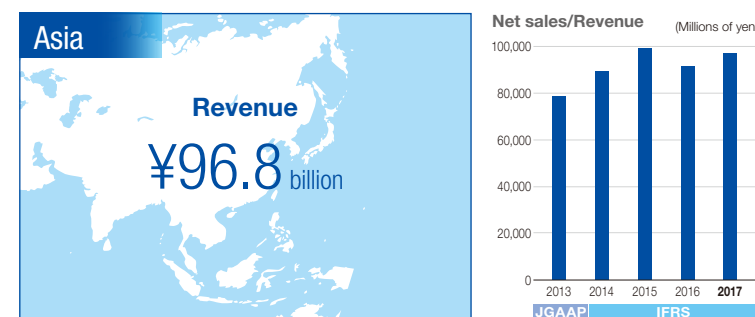 Asia
Revenue
¥96.8 billion
Net sales/Revenue
(Millions of yen
100,000
80,000
60,000
40,000
20,000
0
2013 2014 2015 2016 2017
JGAAP IFRS